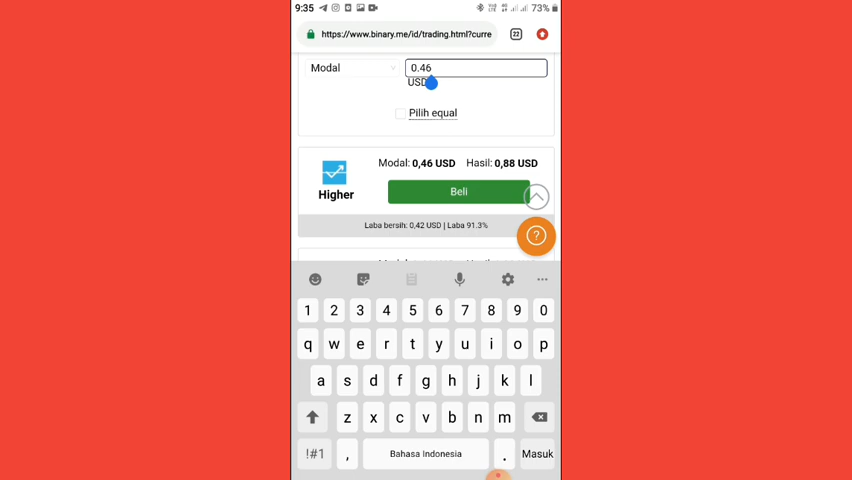 9:35 73%
https://www.binary.me/id/trading.html?curre 22
Modal 0.46
USD
Pilih equal
Modal: 0,46 USD Hasil: 0,88 USD
Higher Beli
Laba bersih: 0,42 USD | Laba 91.3%
?
1 2 3 4 5 6 7 8 9 0
q w e r t y u i o p
a s d f g h j k l
z x c v b n m
!#1 , Bahasa Indonesia . Masuk